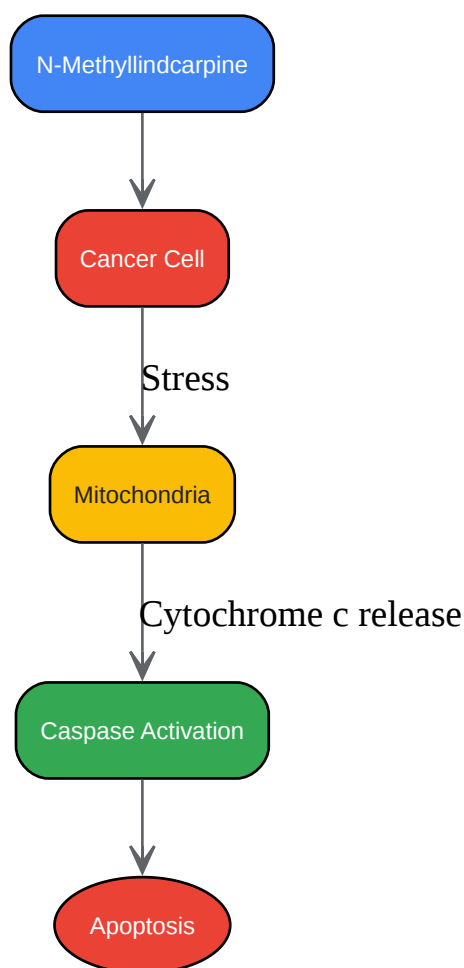 N-Methyllindcarpine
Cancer Cell
Stress
Mitochondria
Cytochrome c release
Caspase Activation
Apoptosis